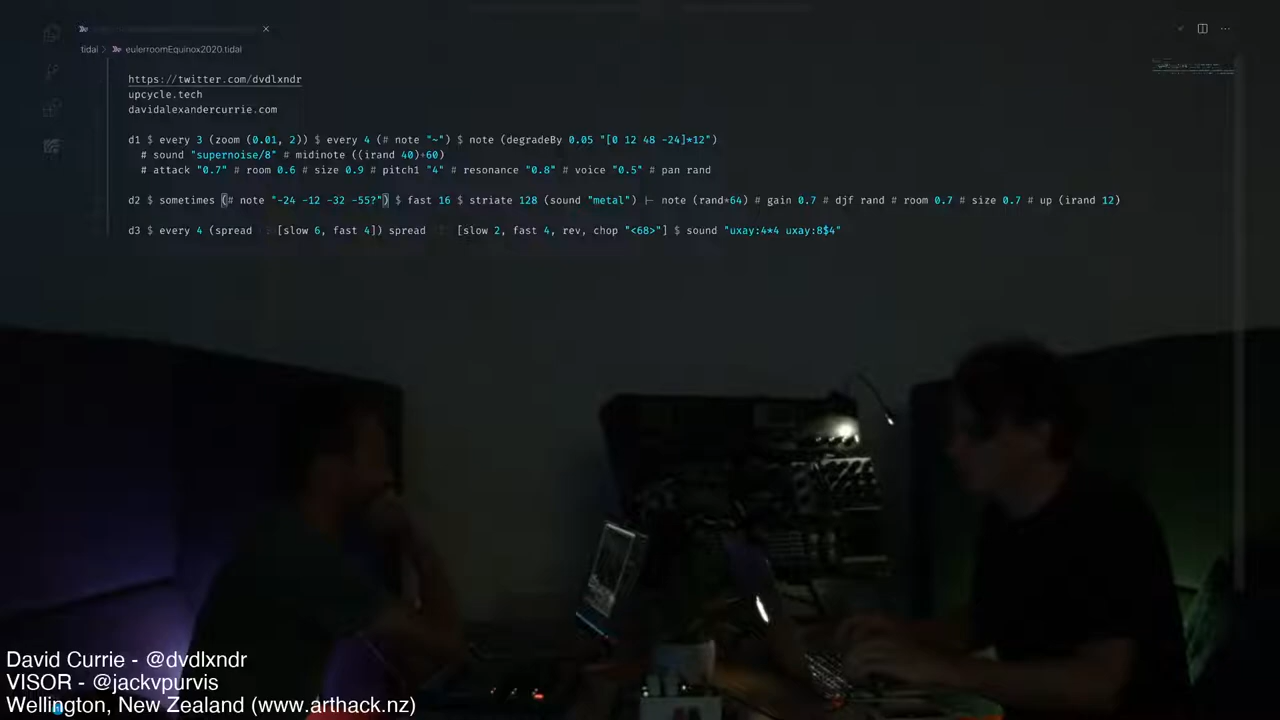 tidal > eulerroomEquinox2020.tidal
https://twitter.com/dvdlxndr
upcycle.tech
davidalexandercurrie.com
d1 $ every 3 (zoom (0.01, 2)) $ every 4 (# note "~") $ note (degradeBy 0.05 "[0 12 48 -24]*12")
# sound "supernoise/8" # midinote ((irand 40)+60)
# attack "0.7" # room 0.6 # size 0.9 # pitch1 "4" # resonance "0.8" # voice "0.5" # pan rand
d2 $ sometimes (# note "-24 -12 -32 -55?") $ fast 16 $ striate 128 (sound "metal") |- note (rand*64) # gain 0.7 # djf rand # room 0.7 # size 0.7 # up (irand 12)
d3 $ every 4 (spread [slow 6, fast 4]) spread [slow 2, fast 4, rev, chop "<68>"] $ sound "uxay:4*4 uxay:8$4"
David Currie - @dvdlxndr
VISOR - @jackvpurvis
Wellington, New Zealand (www.arthack.nz)